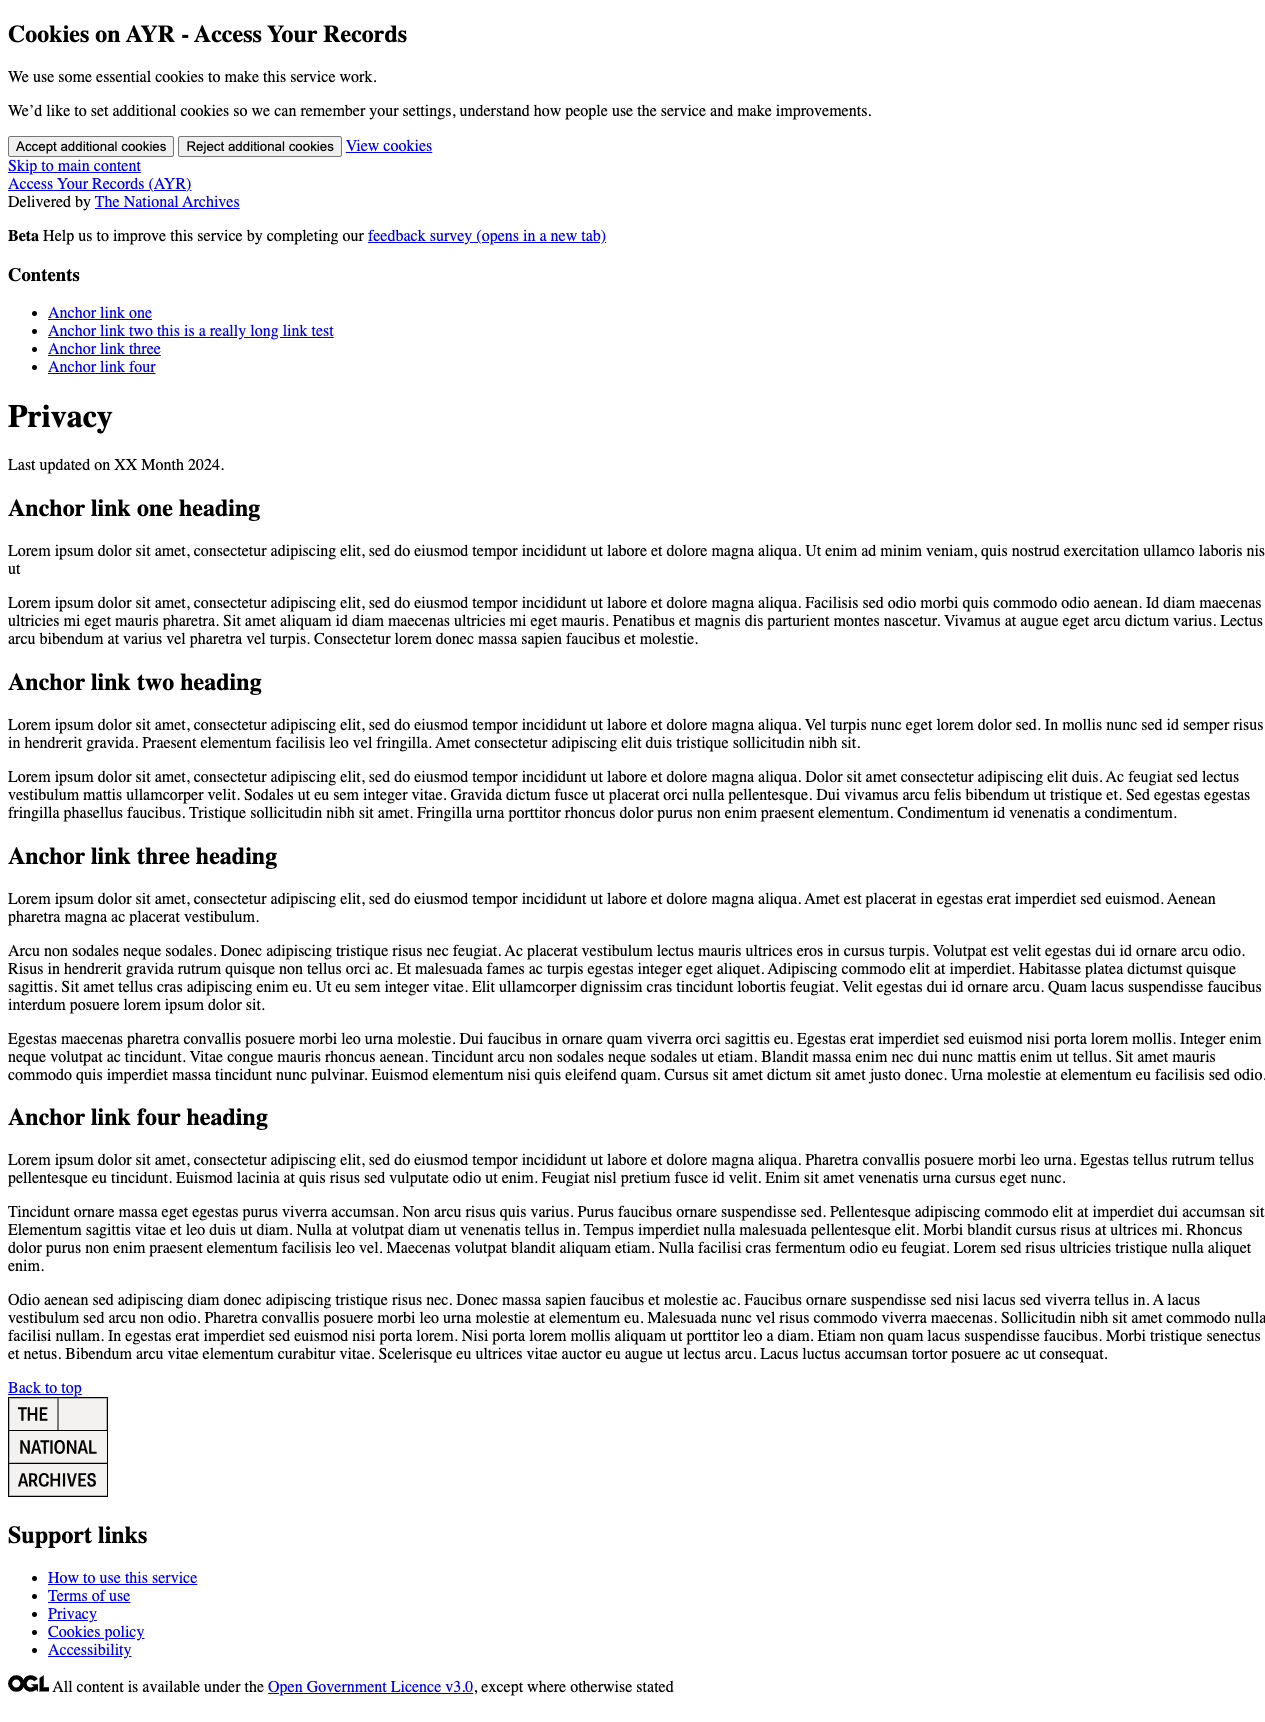 Cookies on AYR - Access Your Records
We use some essential cookies to make this service work.
We’d like to set additional cookies so we can remember your settings, understand how people use the service and make improvements.
Accept additional cookies Reject additional cookies View cookies
Skip to main content
Access Your Records (AYR)
Delivered by The National Archives
Beta Help us to improve this service by completing our feedback survey (opens in a new tab)
Contents
Anchor link one
Anchor link two this is a really long link test
Anchor link three
Anchor link four
Privacy
Last updated on XX Month 2024.
Anchor link one heading
Lorem ipsum dolor sit amet, consectetur adipiscing elit, sed do eiusmod tempor incididunt ut labore et dolore magna aliqua. Ut enim ad minim veniam, quis nostrud exercitation ullamco laboris nis
ut
Lorem ipsum dolor sit amet, consectetur adipiscing elit, sed do eiusmod tempor incididunt ut labore et dolore magna aliqua. Facilisis sed odio morbi quis commodo odio aenean. Id diam maecenas
ultricies mi eget mauris pharetra. Sit amet aliquam id diam maecenas ultricies mi eget mauris. Penatibus et magnis dis parturient montes nascetur. Vivamus at augue eget arcu dictum varius. Lectus
arcu bibendum at varius vel pharetra vel turpis. Consectetur lorem donec massa sapien faucibus et molestie.
Anchor link two heading
Lorem ipsum dolor sit amet, consectetur adipiscing elit, sed do eiusmod tempor incididunt ut labore et dolore magna aliqua. Vel turpis nunc eget lorem dolor sed. In mollis nunc sed id semper risus
in hendrerit gravida. Praesent elementum facilisis leo vel fringilla. Amet consectetur adipiscing elit duis tristique sollicitudin nibh sit.
Lorem ipsum dolor sit amet, consectetur adipiscing elit, sed do eiusmod tempor incididunt ut labore et dolore magna aliqua. Dolor sit amet consectetur adipiscing elit duis. Ac feugiat sed lectus
vestibulum mattis ullamcorper velit. Sodales ut eu sem integer vitae. Gravida dictum fusce ut placerat orci nulla pellentesque. Dui vivamus arcu felis bibendum ut tristique et. Sed egestas egestas
fringilla phasellus faucibus. Tristique sollicitudin nibh sit amet. Fringilla urna porttitor rhoncus dolor purus non enim praesent elementum. Condimentum id venenatis a condimentum.
Anchor link three heading
Lorem ipsum dolor sit amet, consectetur adipiscing elit, sed do eiusmod tempor incididunt ut labore et dolore magna aliqua. Amet est placerat in egestas erat imperdiet sed euismod. Aenean
pharetra magna ac placerat vestibulum.
Arcu non sodales neque sodales. Donec adipiscing tristique risus nec feugiat. Ac placerat vestibulum lectus mauris ultrices eros in cursus turpis. Volutpat est velit egestas dui id ornare arcu odio.
Risus in hendrerit gravida rutrum quisque non tellus orci ac. Et malesuada fames ac turpis egestas integer eget aliquet. Adipiscing commodo elit at imperdiet. Habitasse platea dictumst quisque
sagittis. Sit amet tellus cras adipiscing enim eu. Ut eu sem integer vitae. Elit ullamcorper dignissim cras tincidunt lobortis feugiat. Velit egestas dui id ornare arcu. Quam lacus suspendisse faucibus
interdum posuere lorem ipsum dolor sit.
Egestas maecenas pharetra convallis posuere morbi leo urna molestie. Dui faucibus in ornare quam viverra orci sagittis eu. Egestas erat imperdiet sed euismod nisi porta lorem mollis. Integer enim
neque volutpat ac tincidunt. Vitae congue mauris rhoncus aenean. Tincidunt arcu non sodales neque sodales ut etiam. Blandit massa enim nec dui nunc mattis enim ut tellus. Sit amet mauris
commodo quis imperdiet massa tincidunt nunc pulvinar. Euismod elementum nisi quis eleifend quam. Cursus sit amet dictum sit amet justo donec. Urna molestie at elementum eu facilisis sed odio.
Anchor link four heading
Lorem ipsum dolor sit amet, consectetur adipiscing elit, sed do eiusmod tempor incididunt ut labore et dolore magna aliqua. Pharetra convallis posuere morbi leo urna. Egestas tellus rutrum tellus
pellentesque eu tincidunt. Euismod lacinia at quis risus sed vulputate odio ut enim. Feugiat nisl pretium fusce id velit. Enim sit amet venenatis urna cursus eget nunc.
Tincidunt ornare massa eget egestas purus viverra accumsan. Non arcu risus quis varius. Purus faucibus ornare suspendisse sed. Pellentesque adipiscing commodo elit at imperdiet dui accumsan sit
Elementum sagittis vitae et leo duis ut diam. Nulla at volutpat diam ut venenatis tellus in. Tempus imperdiet nulla malesuada pellentesque elit. Morbi blandit cursus risus at ultrices mi. Rhoncus
dolor purus non enim praesent elementum facilisis leo vel. Maecenas volutpat blandit aliquam etiam. Nulla facilisi cras fermentum odio eu feugiat. Lorem sed risus ultricies tristique nulla aliquet
enim.
Odio aenean sed adipiscing diam donec adipiscing tristique risus nec. Donec massa sapien faucibus et molestie ac. Faucibus ornare suspendisse sed nisi lacus sed viverra tellus in. A lacus
vestibulum sed arcu non odio. Pharetra convallis posuere morbi leo urna molestie at elementum eu. Malesuada nunc vel risus commodo viverra maecenas. Sollicitudin nibh sit amet commodo nulla
facilisi nullam. In egestas erat imperdiet sed euismod nisi porta lorem. Nisi porta lorem mollis aliquam ut porttitor leo a diam. Etiam non quam lacus suspendisse faucibus. Morbi tristique senectus
et netus. Bibendum arcu vitae elementum curabitur vitae. Scelerisque eu ultrices vitae auctor eu augue ut lectus arcu. Lacus luctus accumsan tortor posuere ac ut consequat.
Back to top
THE
NATIONAL
ARCHIVES
Support links
How to use this service
Terms of use
Privacy
Cookies policy
Accessibility
OGL All content is available under the Open Government Licence v3.0, except where otherwise stated